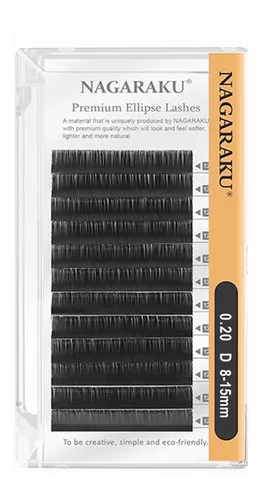 NAGARAKU®
Premium Ellipse Lashes
A material that is uniquely produced by NAGARAKU®
with premium quality which will look and feel softer,
lighter and more natural.
To be creative, simple and eco-friendly.
NAGARAKU®
0.20 D 8-15mm